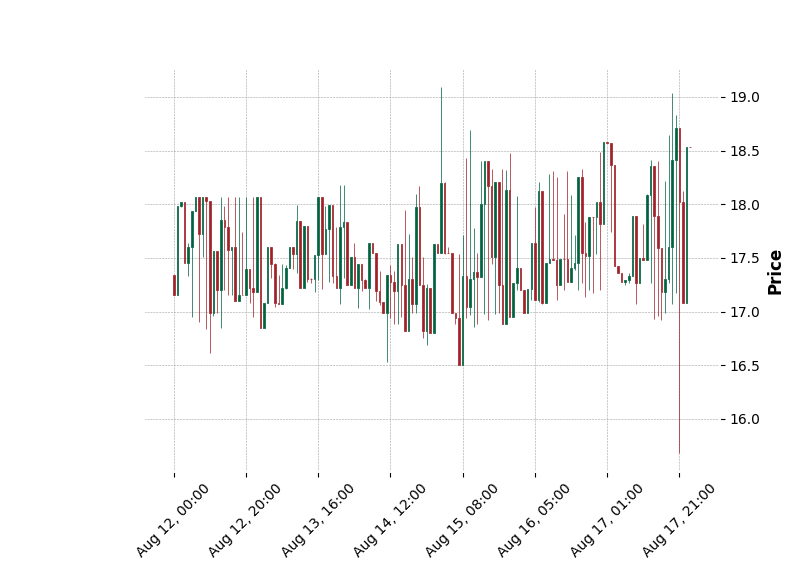 19.0
18.5
18.0
17.5
17.0
16.5
16.0
Price
Aug 12, 00:00
Aug 12, 20:00
Aug 13, 16:00
Aug 14, 12:00
Aug 15, 08:00
Aug 16, 05:00
Aug 17, 01:00
Aug 17, 21:00